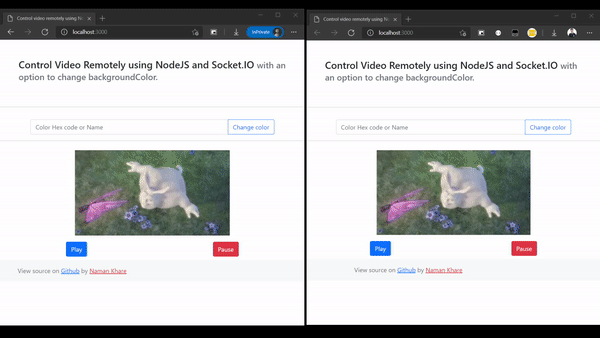 Control video remotely using No
localhost:3000
InPrivate
Control Video Remotely using NodeJS and Socket.IO with an
option to change backgroundColor.
Color Hex code or Name
Change color
Play
Pause
View source on Github by Naman Khare
Control video remotely using No
localhost:3000
Control Video Remotely using NodeJS and Socket.IO with
an option to change backgroundColor.
Color Hex code or Name
Change color
Play
Pause
View source on Github by Naman Khare